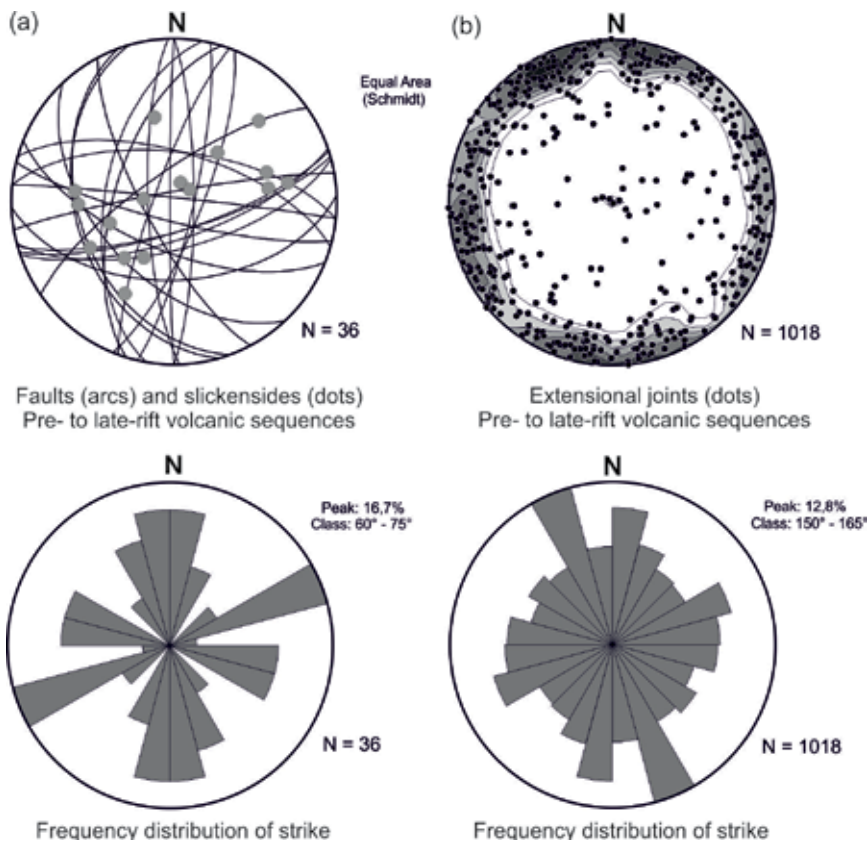 (a)
N
N = 36
Faults (arcs) and slickensides (dots)
Pre- to late-rift volcanic sequences
Equal Area
(Schmidt)
(b)
N
N = 1018
Extensional joints (dots)
Pre- to late-rift volcanic sequences
N
Peak: 16,7%
Class: 60° - 75°
N = 36
Frequency distribution of strike
N
Peak: 12,8%
Class: 150° - 165°
N = 1018
Frequency distribution of strike